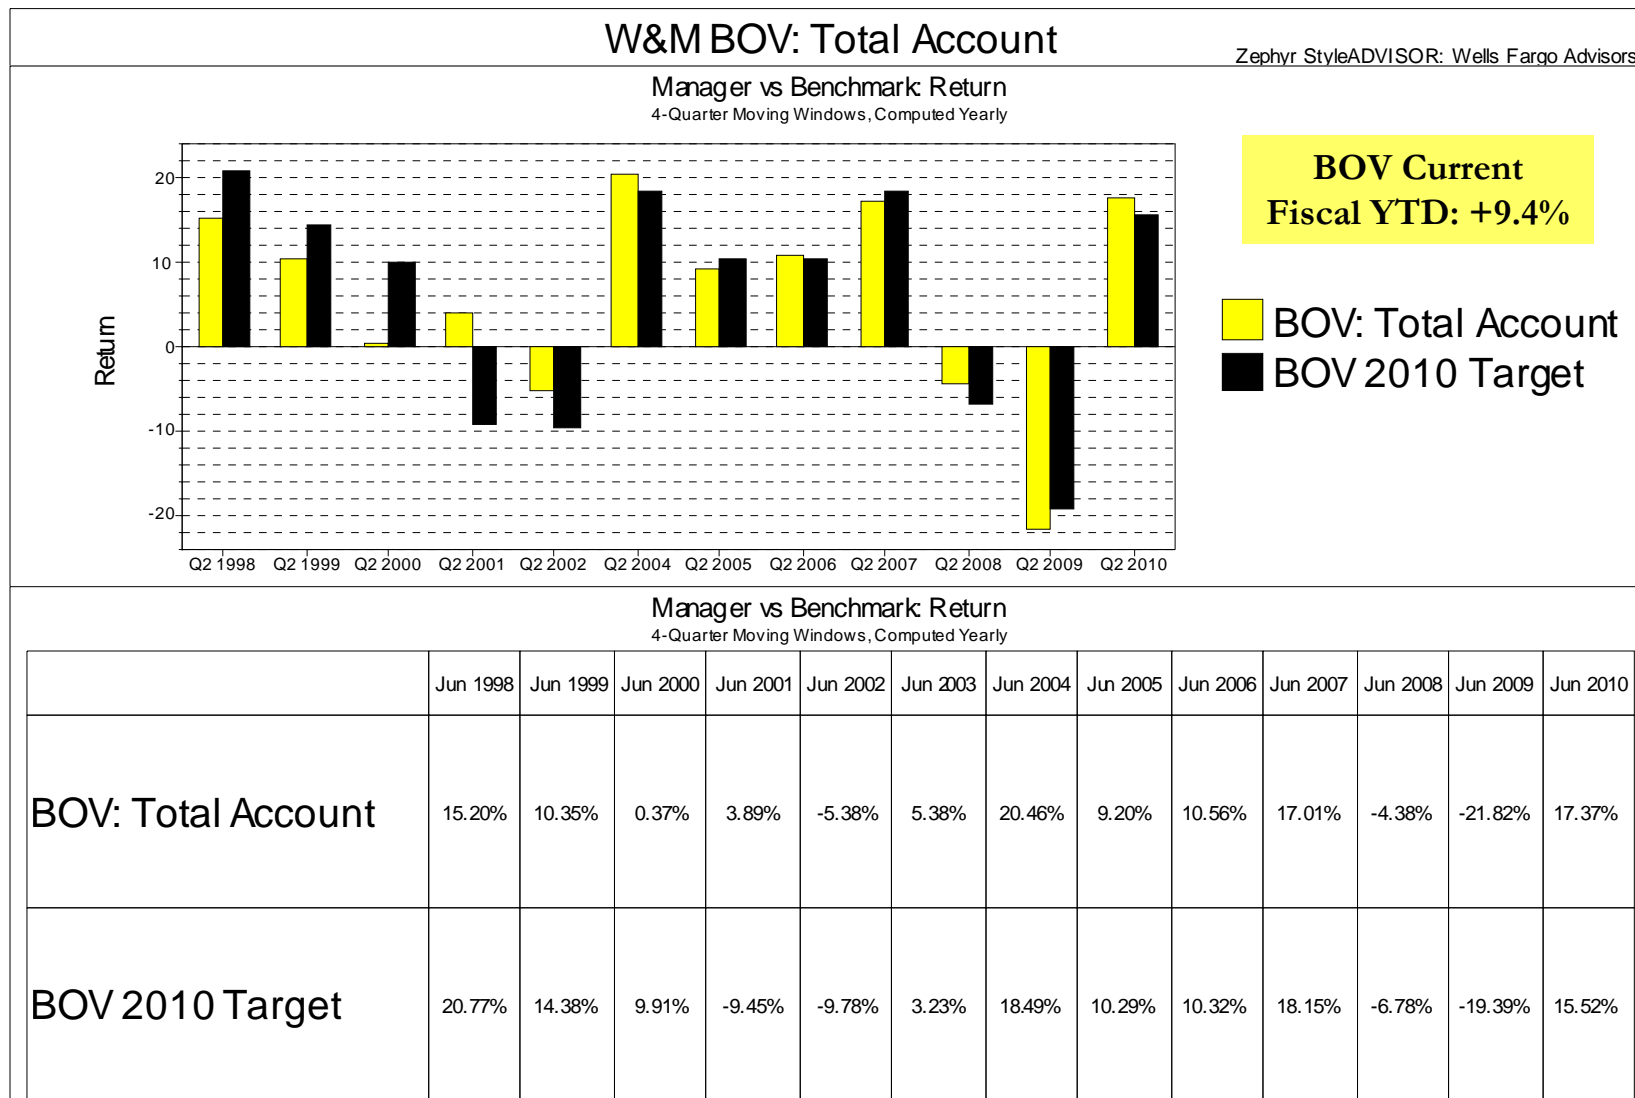 W&M BOV: Total Account
Zephyr StyleADVISOR: Wells Fargo Advisors
Manager vs Benchmark: Return
4-Quarter Moving Windows, Computed Yearly
20
10
0
-10
-20
Return
Q2 1998 Q2 1999 Q2 2000 Q2 2001 Q2 2002 Q2 2004 Q2 2005 Q2 2006 Q2 2007 Q2 2008 Q2 2009 Q2 2010
BOV Current
Fiscal YTD: +9.4%
BOV: Total Account
BOV 2010 Target
Manager vs Benchmark: Return
4-Quarter Moving Windows, Computed Yearly
Jun 1998 Jun 1999 Jun 2000 Jun 2001 Jun 2002 Jun 2003 Jun 2004 Jun 2005 Jun 2006 Jun 2007 Jun 2008 Jun 2009 Jun 2010
BOV: Total Account 15.20% 10.35% 0.37% 3.89% -5.38% 5.38% 20.46% 9.20% 10.56% 17.01% -4.38% -21.82% 17.37%
BOV 2010 Target 20.77% 14.38% 9.91% -9.45% -9.78% 3.23% 18.49% 10.29% 10.32% 18.15% -6.78% -19.39% 15.52%